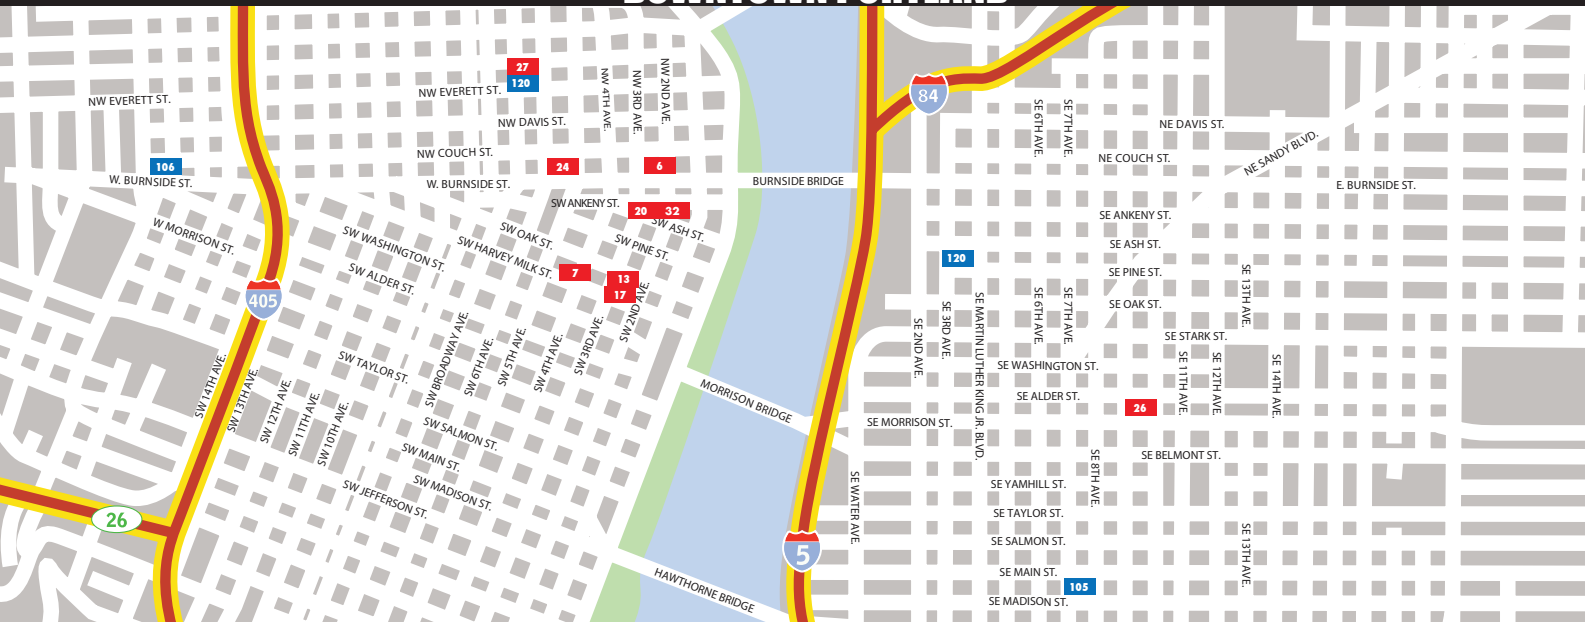 DOWNTOWN PORTLAND
27
120
NW EVERETT ST.
NW EVERETT ST.
NW 4TH AVE.
NW 3RD AVE.
NW 2ND AVE.
84
SE 6TH AVE.
SE 7TH AVE.
NW DAVIS ST.
NE DAVIS ST.
NE SANDY BLVD.
NW COUCH ST.
NE COUCH ST.
106
24
6
W. BURNSIDE ST.
W. BURNSIDE ST.
BURNSIDE BRIDGE
E. BURNSIDE ST.
SW ANKENY ST.
20
32
SE ANKENY ST.
W MORRISON ST.
SW WASHINGTON ST.
SW HARVEY MILK ST.
SW OAK ST.
SW PINE ST.
SW ASH ST.
SE ASH ST.
120
SW ALDER ST.
7
13
17
SE PINE ST.
SE 13TH AVE.
405
SW 2ND AVE.
SE OAK ST.
SE 2ND AVE.
SE 3RD AVE.
SE MARTIN LUTHER KING JR. BLVD.
SE 6TH AVE.
SE 7TH AVE.
SE STARK ST.
SW 14TH AVE.
SW 13TH AVE.
SW 12TH AVE.
SW 11TH AVE.
SW 10TH AVE.
SW TAYLOR ST.
SW BROADWAY AVE.
SW 6TH AVE.
SW 5TH AVE.
SW 4TH AVE.
SW 3RD AVE.
MORRISON BRIDGE
SE WASHINGTON ST.
SE 11TH AVE.
SE 12TH AVE.
SE 14TH AVE.
SE ALDER ST.
26
SE MORRISON ST.
SW SALMON ST.
SW MAIN ST.
SW MADISON ST.
SW JEFFERSON ST.
SE BELMONT ST.
SE 8TH AVE.
SE YAMHILL ST.
SE WATER AVE.
26
SE TAYLOR ST.
SE SALMON ST.
SE 13TH AVE.
5
HAWTHORNE BRIDGE
SE MAIN ST.
105
SE MADISON ST.